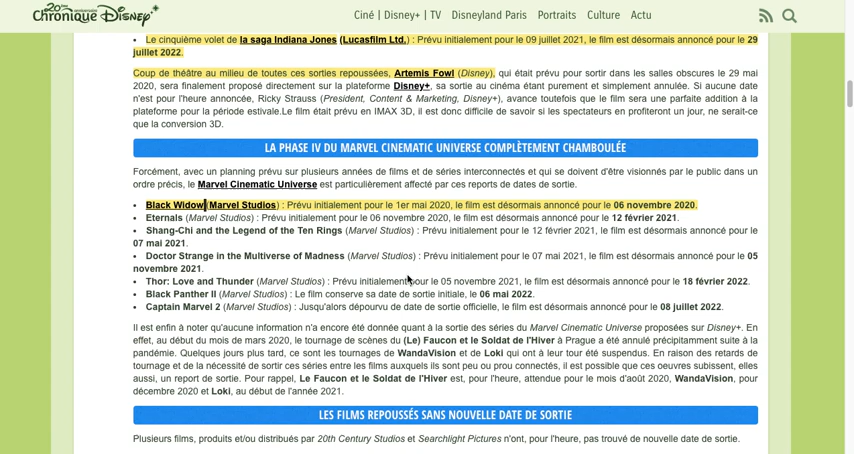 20ème anniversaire
Chronique Disney
Ciné | Disney+ | TV Disneyland Paris Portraits Culture Actu
• Le cinquième volet de la saga Indiana Jones (Lucasfilm Ltd.) : Prévu initialement pour le 09 juillet 2021, le film est désormais annoncé pour le 29
juillet 2022.
Coup de théâtre au milieu de toutes ces sorties repoussées, Artemis Fowl (Disney), qui était prévu pour sortir dans les salles obscures le 29 mai
2020, sera finalement proposé directement sur la plateforme Disney+, sa sortie au cinéma étant purement et simplement annulée. Si aucune date
n'est pour l'heure annoncée, Ricky Strauss (President, Content & Marketing, Disney+), avance toutefois que le film sera une parfaite addition à la
plateforme pour la période estivale.Le film était prévu en IMAX 3D, il est donc difficile de savoir si les spectateurs en profiteront un jour, ne serait-ce
que la conversion 3D.
LA PHASE IV DU MARVEL CINEMATIC UNIVERSE COMPLÈTEMENT CHAMBOULÉE
Forcément, avec un planning prévu sur plusieurs années de films et de séries interconnectés et qui se doivent d'être visionnés par le public dans un
ordre précis, le Marvel Cinematic Universe est particulièrement affecté par ces reports de dates de sortie.
• Black Widow (Marvel Studios) : Prévu initialement pour le 1er mai 2020, le film est désormais annoncé pour le 06 novembre 2020.
• Eternals (Marvel Studios) : Prévu initialement pour le 06 novembre 2020, le film est désormais annoncé pour le 12 février 2021.
• Shang-Chi and the Legend of the Ten Rings (Marvel Studios) : Prévu initialement pour le 12 février 2021, le film est désormais annoncé pour le
07 mai 2021.
• Doctor Strange in the Multiverse of Madness (Marvel Studios) : Prévu initialement pour le 07 mai 2021, le film est désormais annoncé pour le 05
novembre 2021.
• Thor: Love and Thunder (Marvel Studios) : Prévu initialement pour le 05 novembre 2021, le film est désormais annoncé pour le 18 février 2022.
• Black Panther II (Marvel Studios) : Le film conserve sa date de sortie initiale, le 06 mai 2022.
• Captain Marvel 2 (Marvel Studios) : Jusqu'alors dépourvu de date de sortie officielle, le film est désormais annoncé pour le 08 juillet 2022.
Il est enfin à noter qu'aucune information n'a encore été donnée quant à la sortie des séries du Marvel Cinematic Universe proposées sur Disney+. En
effet, au début du mois de mars 2020, le tournage de scènes du (Le) Faucon et le Soldat de l'Hiver à Prague a été annulé précipitamment suite à la
pandémie. Quelques jours plus tard, ce sont les tournages de WandaVision et de Loki qui ont à leur tour été suspendus. En raison des retards de
tournage et de la nécessité de sortir ces séries entre les films auxquels ils sont peu ou prou connectés, il est possible que ces oeuvres subissent, elles
aussi, un report de sortie. Pour rappel, Le Faucon et le Soldat de l'Hiver est, pour l'heure, attendue pour le mois d'août 2020, WandaVision, pour
décembre 2020 et Loki, au début de l'année 2021.
LES FILMS REPOUSSÉS SANS NOUVELLE DATE DE SORTIE
Plusieurs films, produits et/ou distribués par 20th Century Studios et Searchlight Pictures n'ont, pour l'heure, pas trouvé de nouvelle date de sortie.